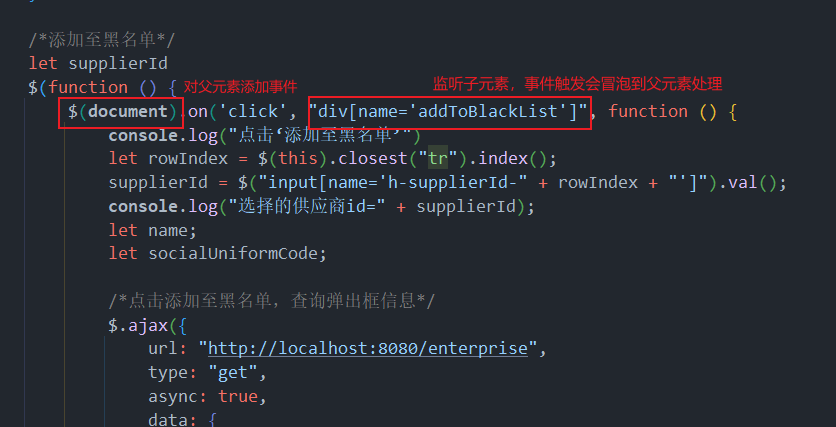 /*添加至黑名单*/
let supplierId
$(function () { 对父元素添加事件 监听子元素，事件触发会冒泡到父元素处理
$(document).on('click', "div[name='addToBlackList']", function () {
console.log("点击‘添加至黑名单’")
let rowIndex = $(this).closest("tr").index();
supplierId = $("input[name='h-supplierId-" + rowIndex + "']").val();
console.log("选择的供应商id=" + supplierId);
let name;
let socialUniformCode;
/*点击添加至黑名单，查询弹出框信息*/
$.ajax({
url: "http://localhost:8080/enterprise",
type: "get",
async: true,
data: {